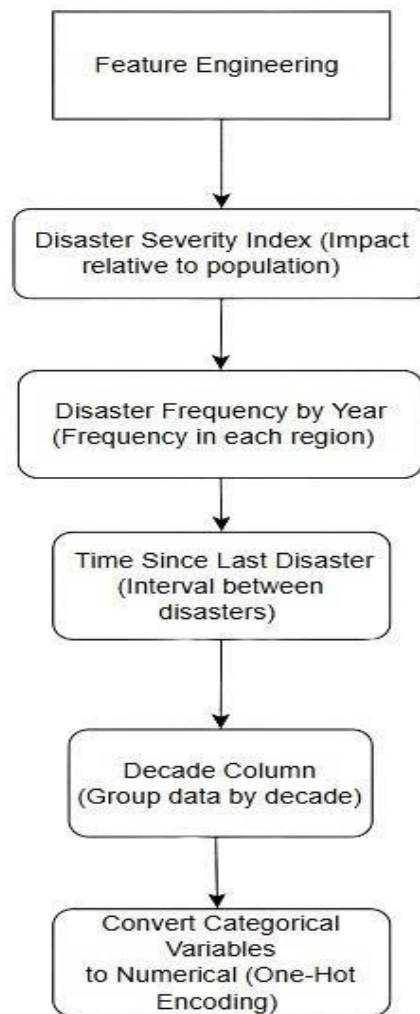 Feature Engineering
Disaster Severity Index (Impact
relative to population)
Disaster Frequency by Year
(Frequency in each region)
Time Since Last Disaster
(Interval between
disasters)
Decade Column
(Group data by decade)
Convert Categorical
Variables
to Numerical (One-Hot
Encoding)